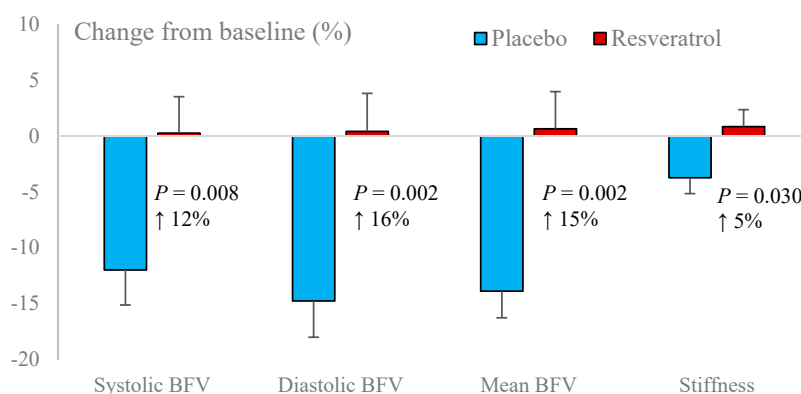 10
Change from baseline (%)
Placebo
Resveratrol
5
0
-5
-10
-15
-20
P = 0.008
↑ 12%
P = 0.002
↑ 16%
P = 0.002
↑ 15%
P = 0.030
↑ 5%
Systolic BFV
Diastolic BFV
Mean BFV
Stiffness